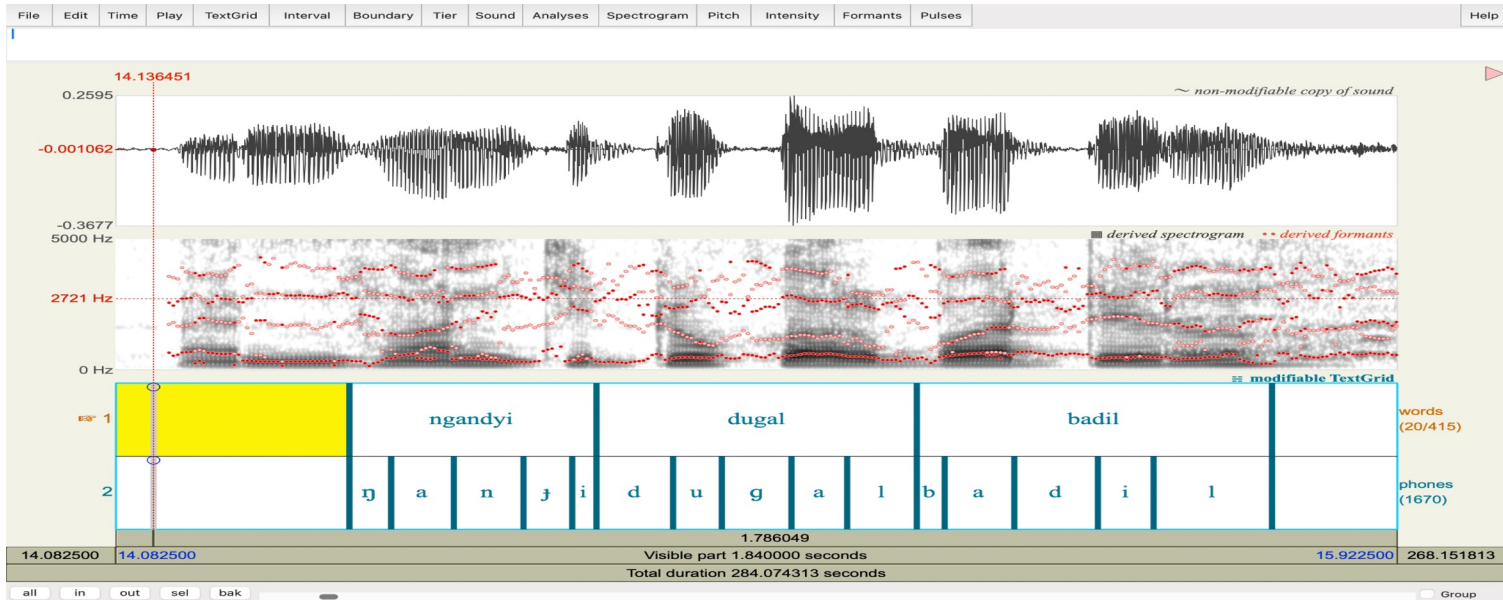 File Edit Time Play TextGrid Interval Boundary Tier Sound Analyses Spectrogram Pitch Intensity Formants Pulses Help
14.136451
0.2595
~ non-modifiable copy of sound
-0.001062
-0.3677
5000 Hz
derived spectrogram
derived formants
2721 Hz
0 Hz
modifiable TextGrid
1 ngandyi dugal badil words
(20/415)
2 ŋ a n ɟ i d u ɡ a l b a d i l phones
(1670)
1.786049
14.082500 14.082500 Visible part 1.840000 seconds 15.922500 268.151813
Total duration 284.074313 seconds
all in out sel bak Group